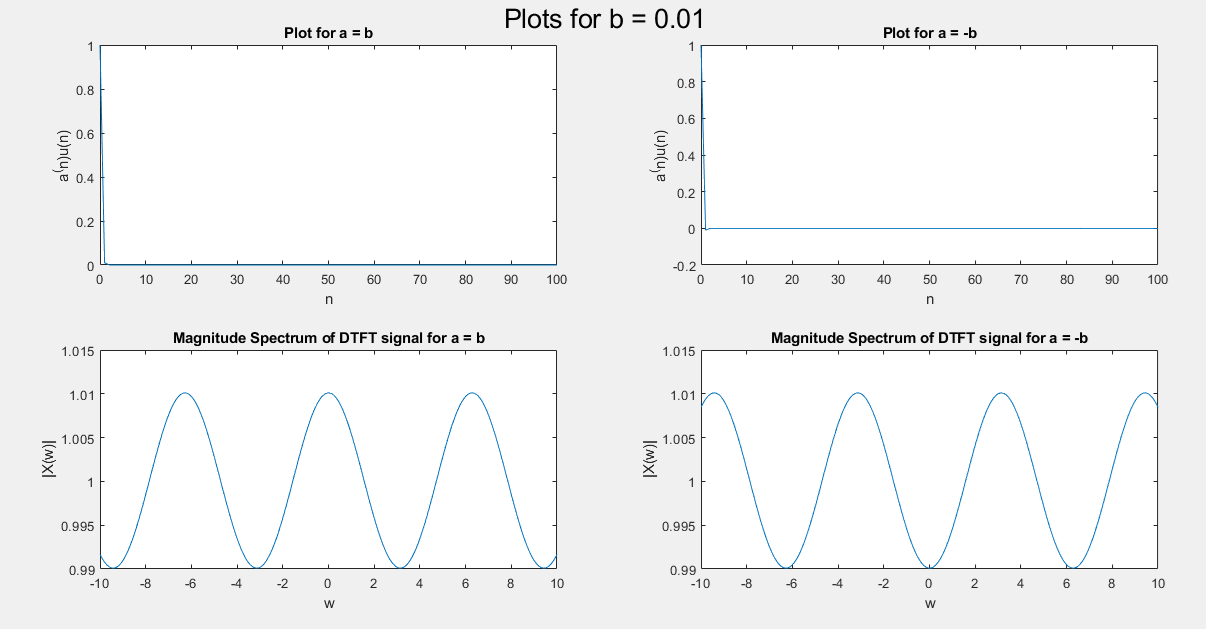 Plots for b = 0.01
Plot for a = b
1
0.8
0.6
0.4
0.2
0
a(n)u(n)
0 10 20 30 40 50 60 70 80 90 100
n
Plot for a = -b
1
0.8
0.6
0.4
0.2
0
-0.2
a(n)u(n)
0 10 20 30 40 50 60 70 80 90 100
n
Magnitude Spectrum of DTFT signal for a = b
1.015
1.01
1.005
1
0.995
0.99
|X(w)|
-10 -8 -6 -4 -2 0 2 4 6 8 10
w
Magnitude Spectrum of DTFT signal for a = -b
1.015
1.01
1.005
1
0.995
0.99
|X(w)|
-10 -8 -6 -4 -2 0 2 4 6 8 10
w